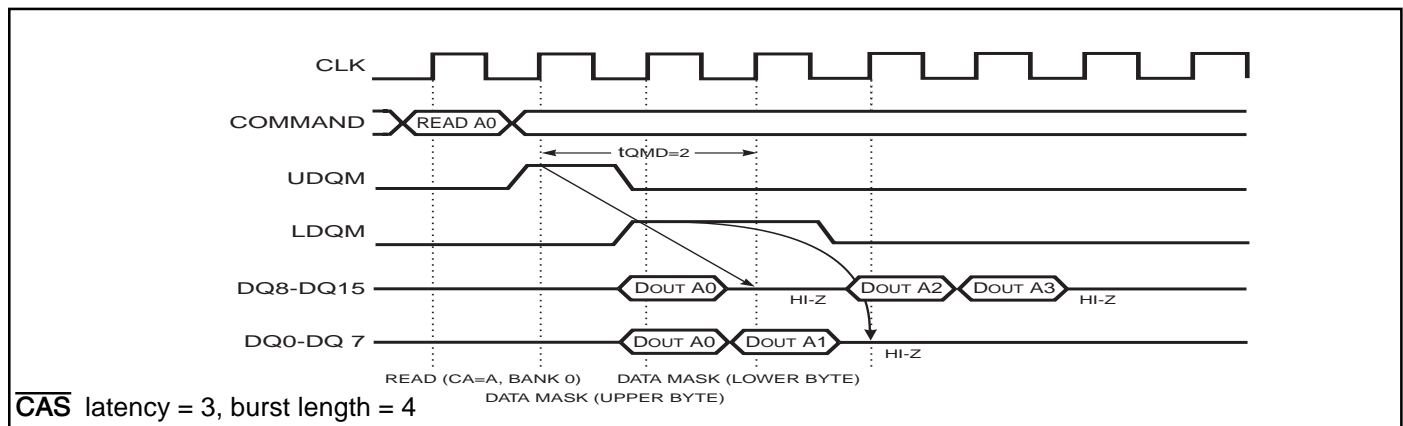 CLK
COMMAND
READ A0
tQMD=2
UDQM
LDQM
DQ8-DQ15
DOUT A0
HI-Z
DOUT A2
DOUT A3
HI-Z
DQ0-DQ 7
DOUT A0
DOUT A1
HI-Z
READ (CA=A, BANK 0)
DATA MASK (LOWER BYTE)
DATA MASK (UPPER BYTE)
CAS latency = 3, burst length = 4